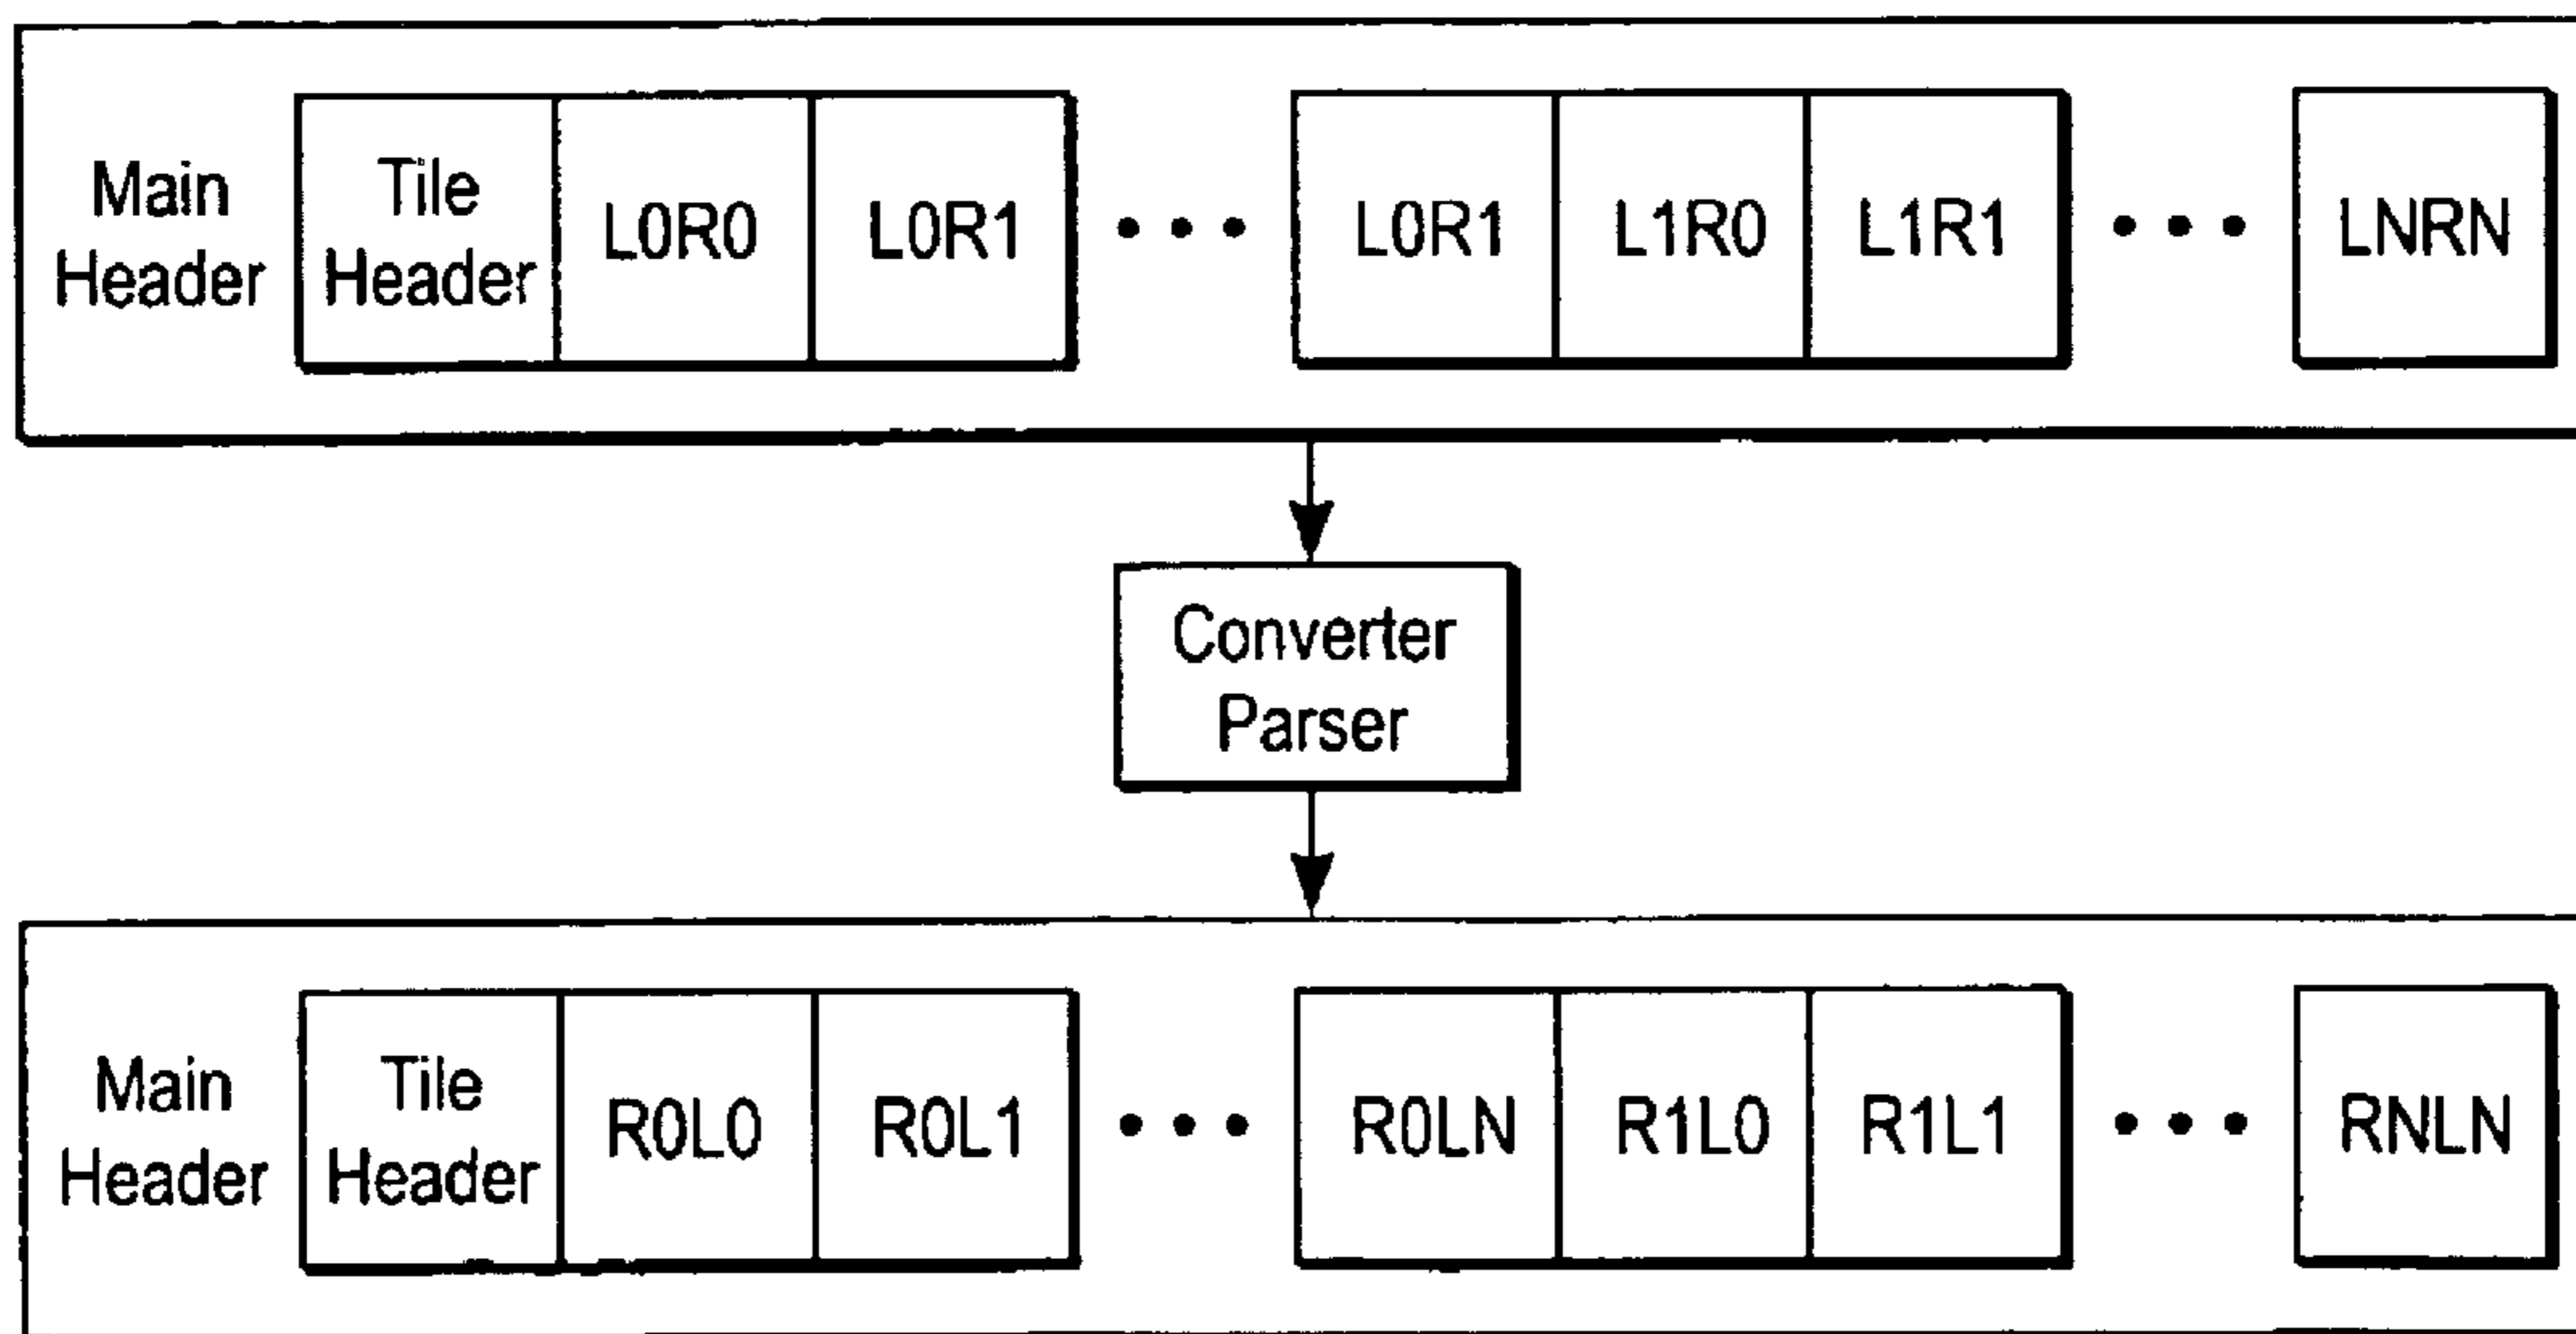 Main
Header
Tile
Header
L0R0
L0R1
L0R1
L1R0
L1R1
LNRN
Converter
Parser
Main
Header
Tile
Header
R0L0
R0L1
R0LN
R1L0
R1L1
RNLN